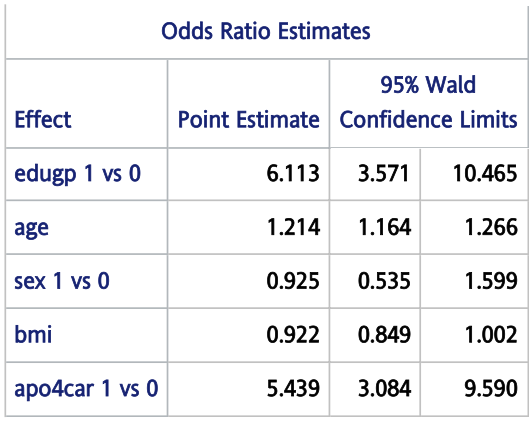 Odds Ratio Estimates
Effect Point Estimate 95% Wald Confidence Limits
edugp 1 vs 0 6.113 3.571 10.465
age 1.214 1.164 1.266
sex 1 vs 0 0.925 0.535 1.599
bmi 0.922 0.849 1.002
apo4car 1 vs 0 5.439 3.084 9.590